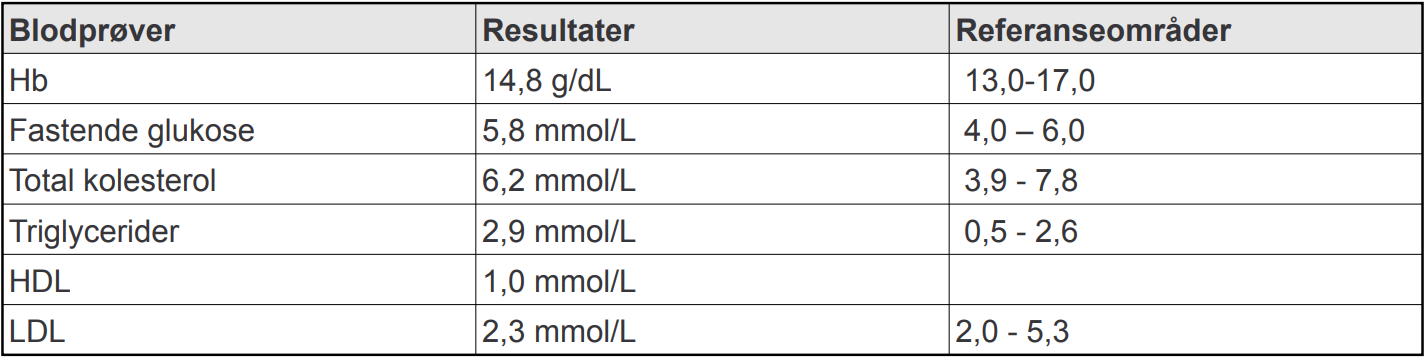 Blodprøver Resultater Referanseområder
Hb 14,8 g/dL 13,0-17,0
Fastende glukose 5,8 mmol/L 4,0 – 6,0
Total kolesterol 6,2 mmol/L 3,9 - 7,8
Triglycerider 2,9 mmol/L 0,5 - 2,6
HDL 1,0 mmol/L
LDL 2,3 mmol/L 2,0 - 5,3